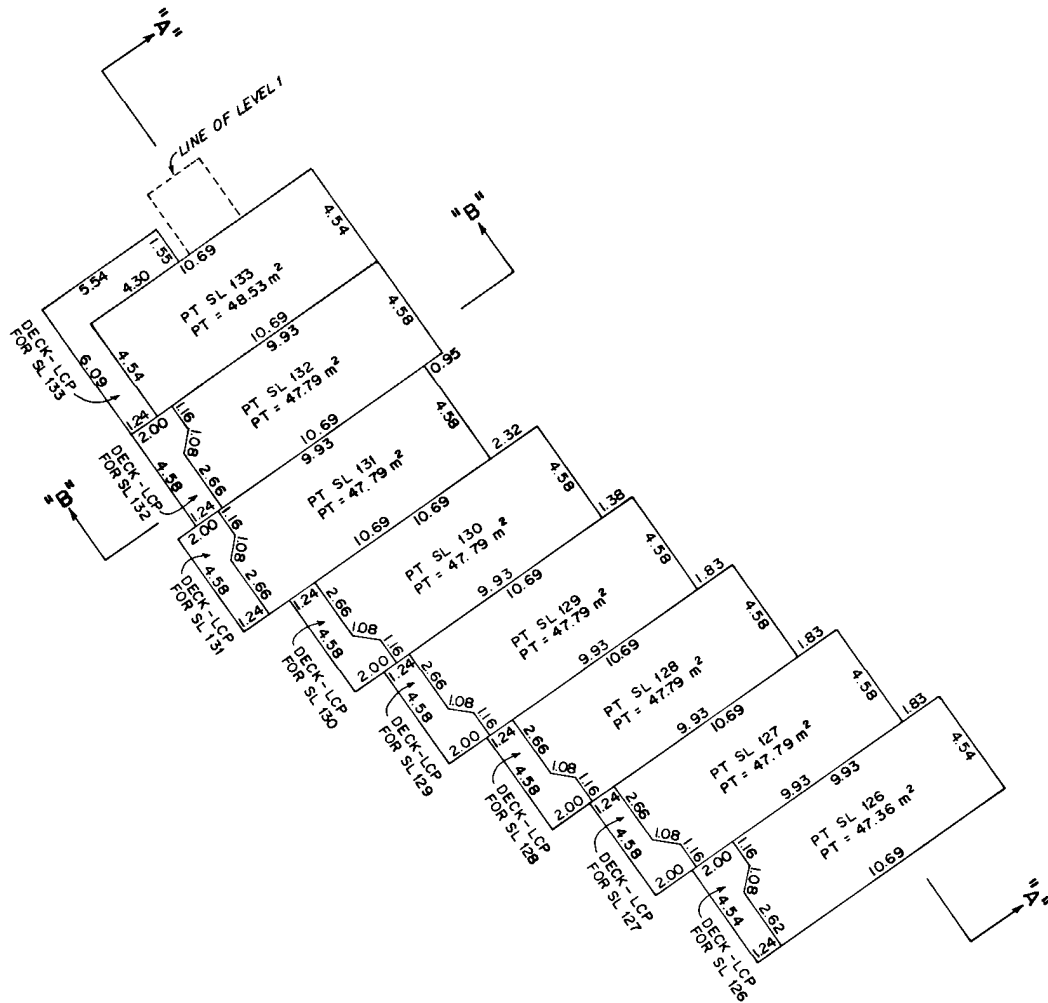 "A"
LINE OF LEVEL 1
"B"
5.54
1.55
4.30
10.69
4.54
PT SL 133
PT = 48.53 m²
DECK-LCP
FOR SL 133
6.09
4.54
10.69
9.93
4.58
1.24
2.00
1.16
1.08
2.66
PT SL 132
PT = 47.79 m²
0.95
DECK-LCP
FOR SL 132
4.58
1.24
10.69
9.93
4.58
"B"
2.00
1.16
1.08
2.66
PT SL 131
PT = 47.79 m²
2.32
DECK-LCP
FOR SL 131
4.58
1.24
10.69
10.69
4.58
PT SL 130
PT = 47.79 m²
1.38
1.24
2.66
1.08
1.16
4.58
2.00
DECK-LCP
FOR SL 130
9.93
10.69
4.58
PT SL 129
PT = 47.79 m²
1.83
1.24
2.66
1.08
1.16
4.58
2.00
DECK-LCP
FOR SL 129
9.93
10.69
4.58
PT SL 128
PT = 47.79 m²
1.83
1.24
2.66
1.08
1.16
4.58
2.00
DECK-LCP
FOR SL 128
9.93
10.69
4.58
PT SL 127
PT = 47.79 m²
1.83
1.24
2.66
1.08
1.16
4.58
2.00
DECK-LCP
FOR SL 127
9.93
9.93
4.54
PT SL 126
PT = 47.36 m²
2.00
1.16
1.08
2.62
4.54
1.24
10.69
DECK-LCP
FOR SL 126
"A"